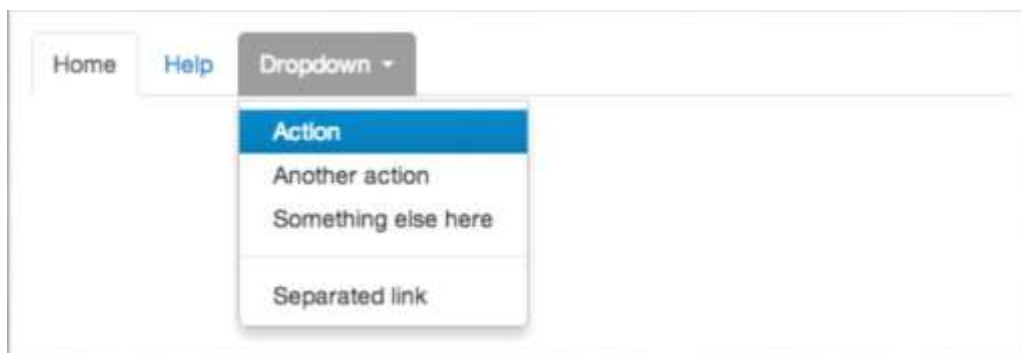 Home Help Dropdown
Action
Another action
Something else here
Separated link